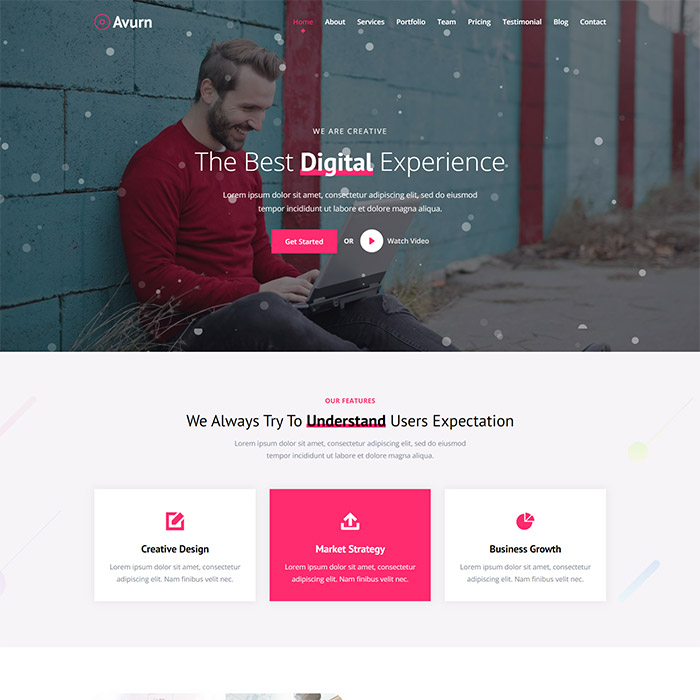 Avurn
Home About Services Portfolio Team Pricing Testimonial Blog Contact
WE ARE CREATIVE
The Best Digital Experience
Lorem ipsum dolor sit amet, consectetur adipiscing elit, sed do eiusmod
tempor incididunt ut labore et dolore magna aliqua.
Get Started OR Watch Video
OUR FEATURES
We Always Try To Understand Users Expectation
Lorem ipsum dolor sit amet, consectetur adipiscing elit, sed do eiusmod
tempor incididunt ut labore et dolore magna aliqua.
Creative Design
Lorem ipsum dolor sit amet, consectetur
adipiscing elit. Nam finibus velit nec.
Market Strategy
Lorem ipsum dolor sit amet, consectetur
adipiscing elit. Nam finibus velit nec.
Business Growth
Lorem ipsum dolor sit amet, consectetur
adipiscing elit. Nam finibus velit nec.